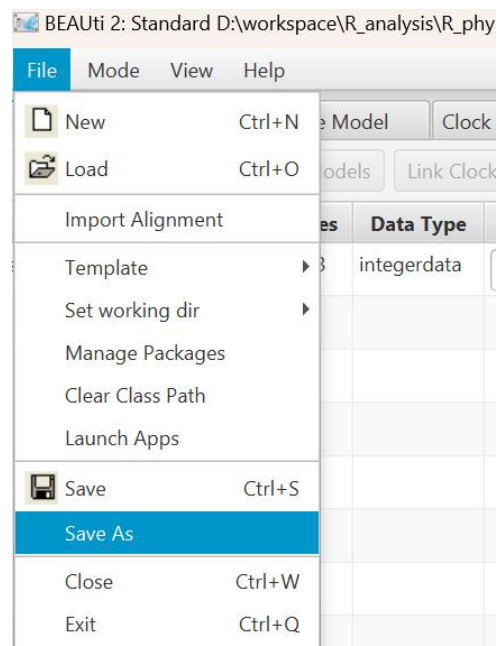 BEAUti 2: Standard D:\workspace\R_analysis\R_phy
File Mode View Help
New Ctrl+N e Model Clock
Load Ctrl+O odels Link Clock
Import Alignment es Data Type
Template 3 integerdata
Set working dir
Manage Packages
Clear Class Path
Launch Apps
Save Ctrl+S
Save As
Close Ctrl+W
Exit Ctrl+Q